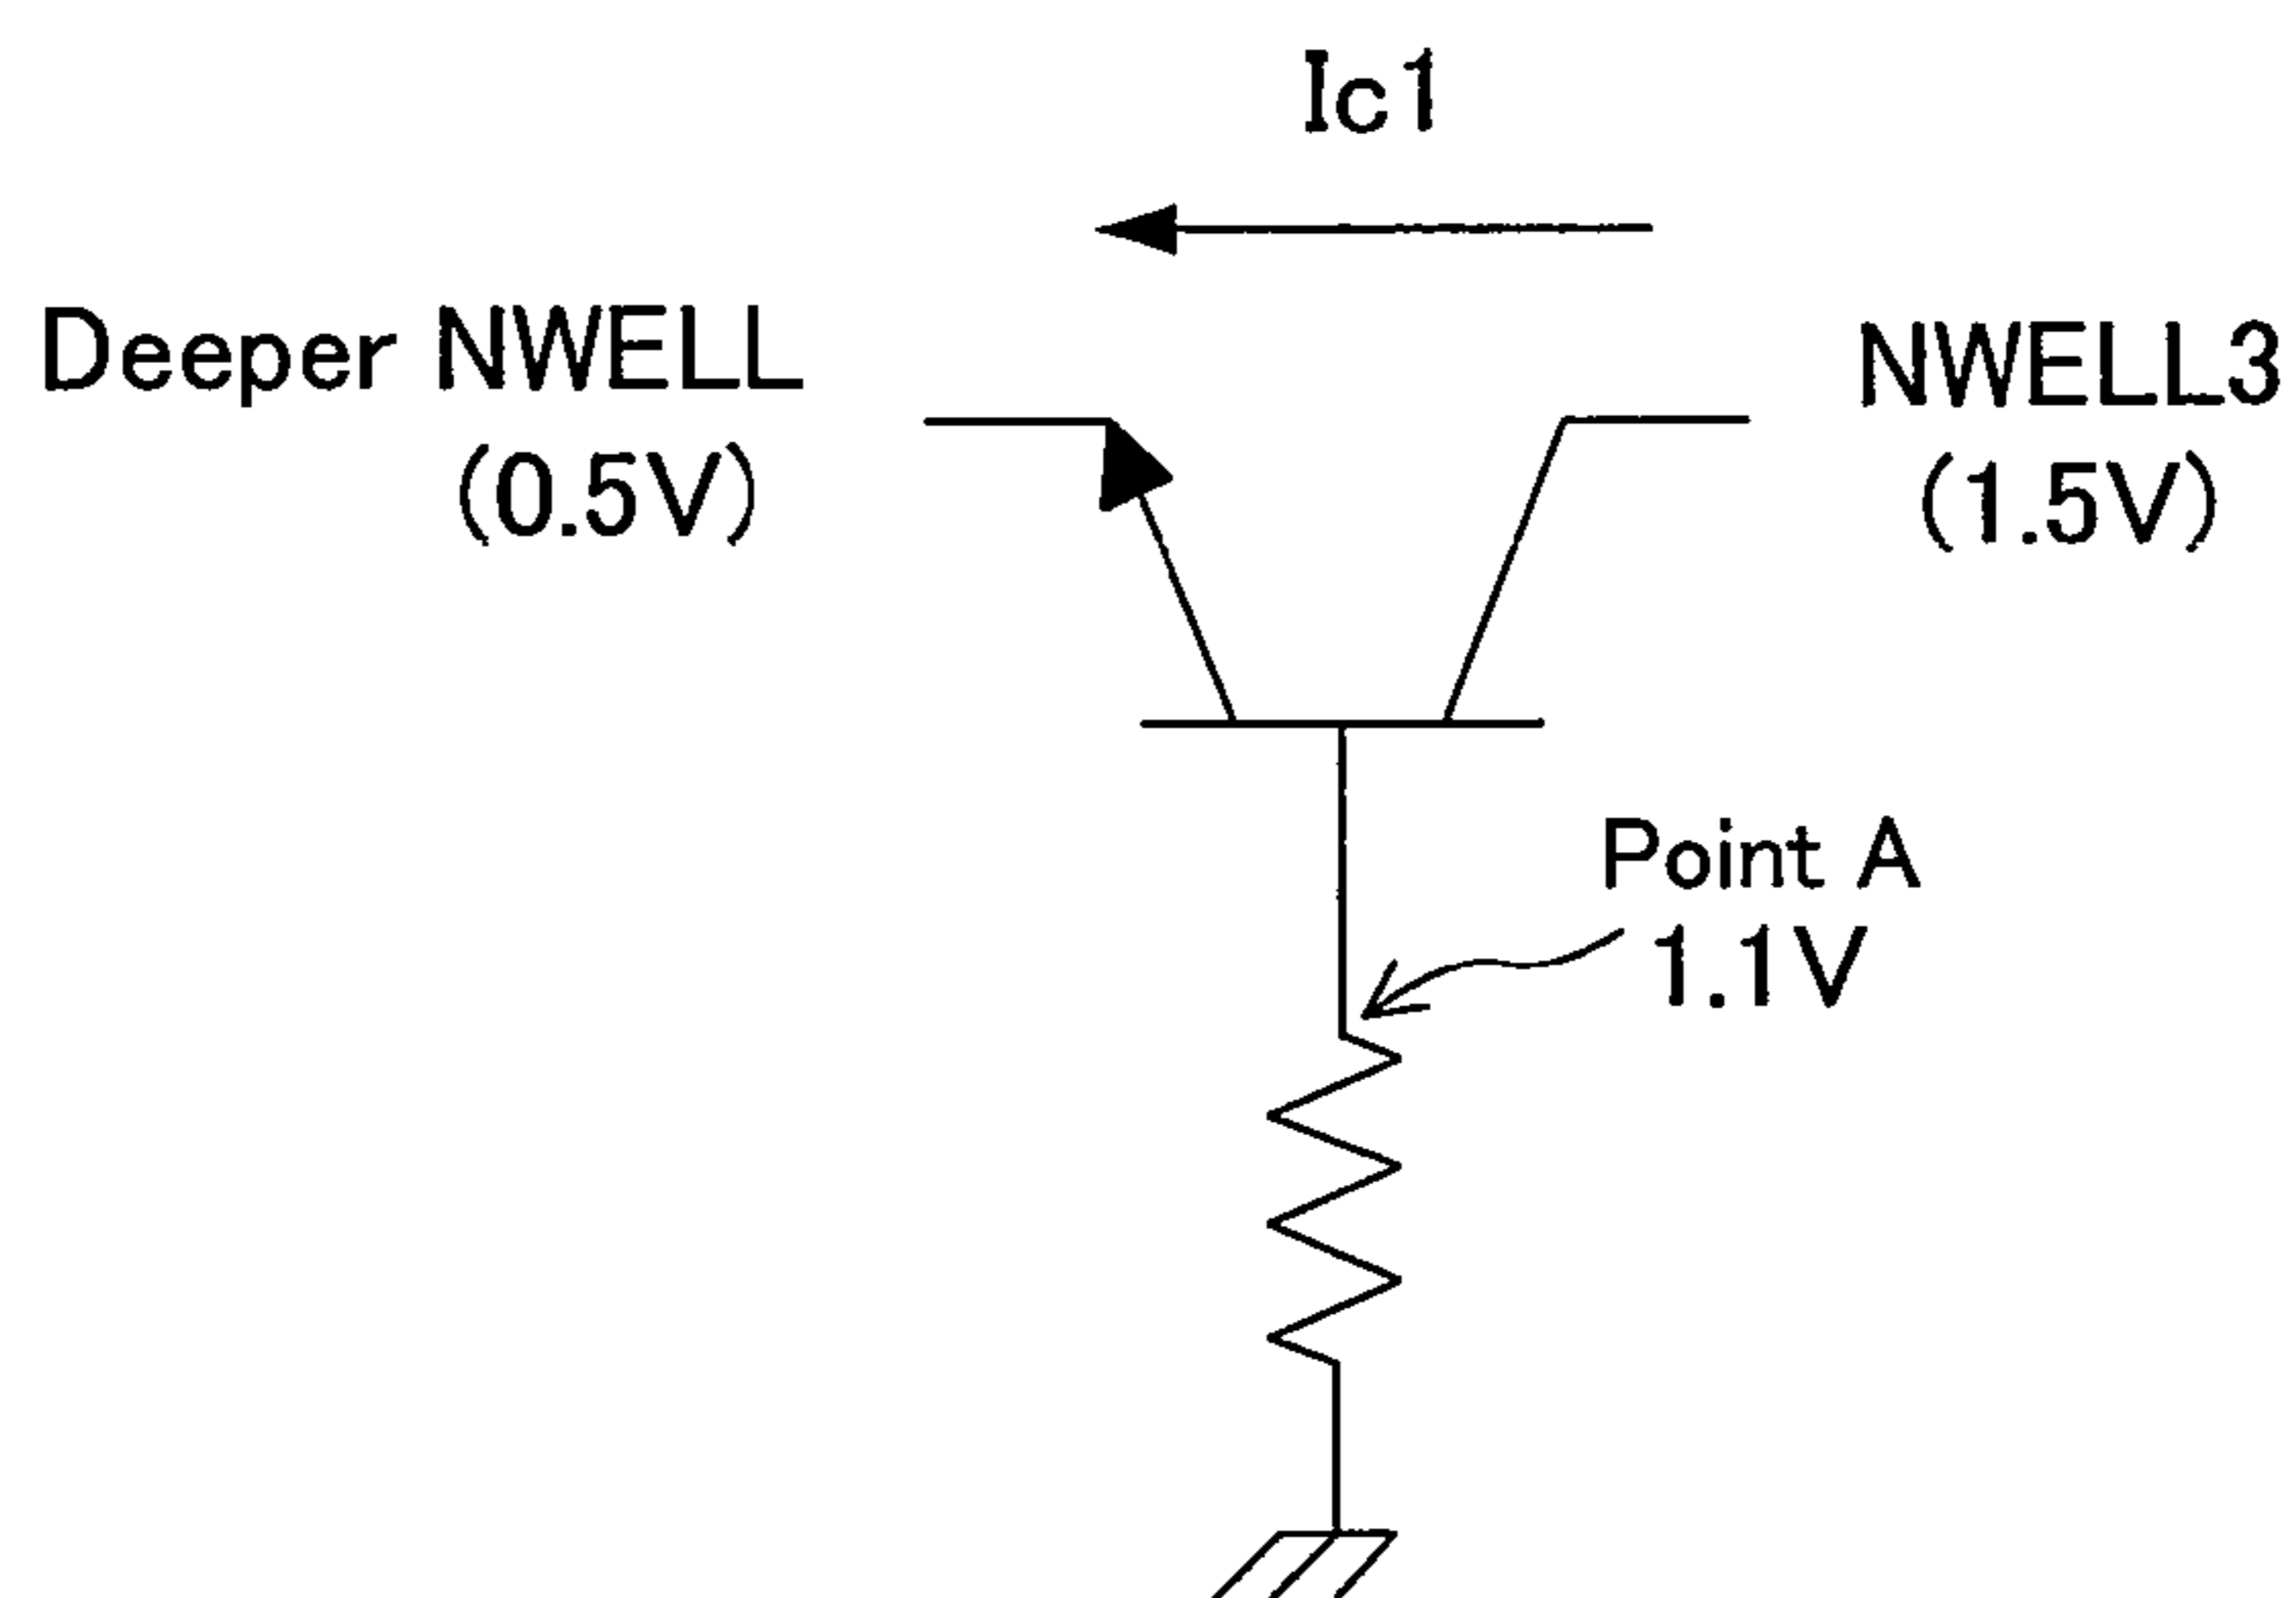 Ic1
Deeper NWELL
(0.5V)
NWELL3
(1.5V)
Point A
1.1V